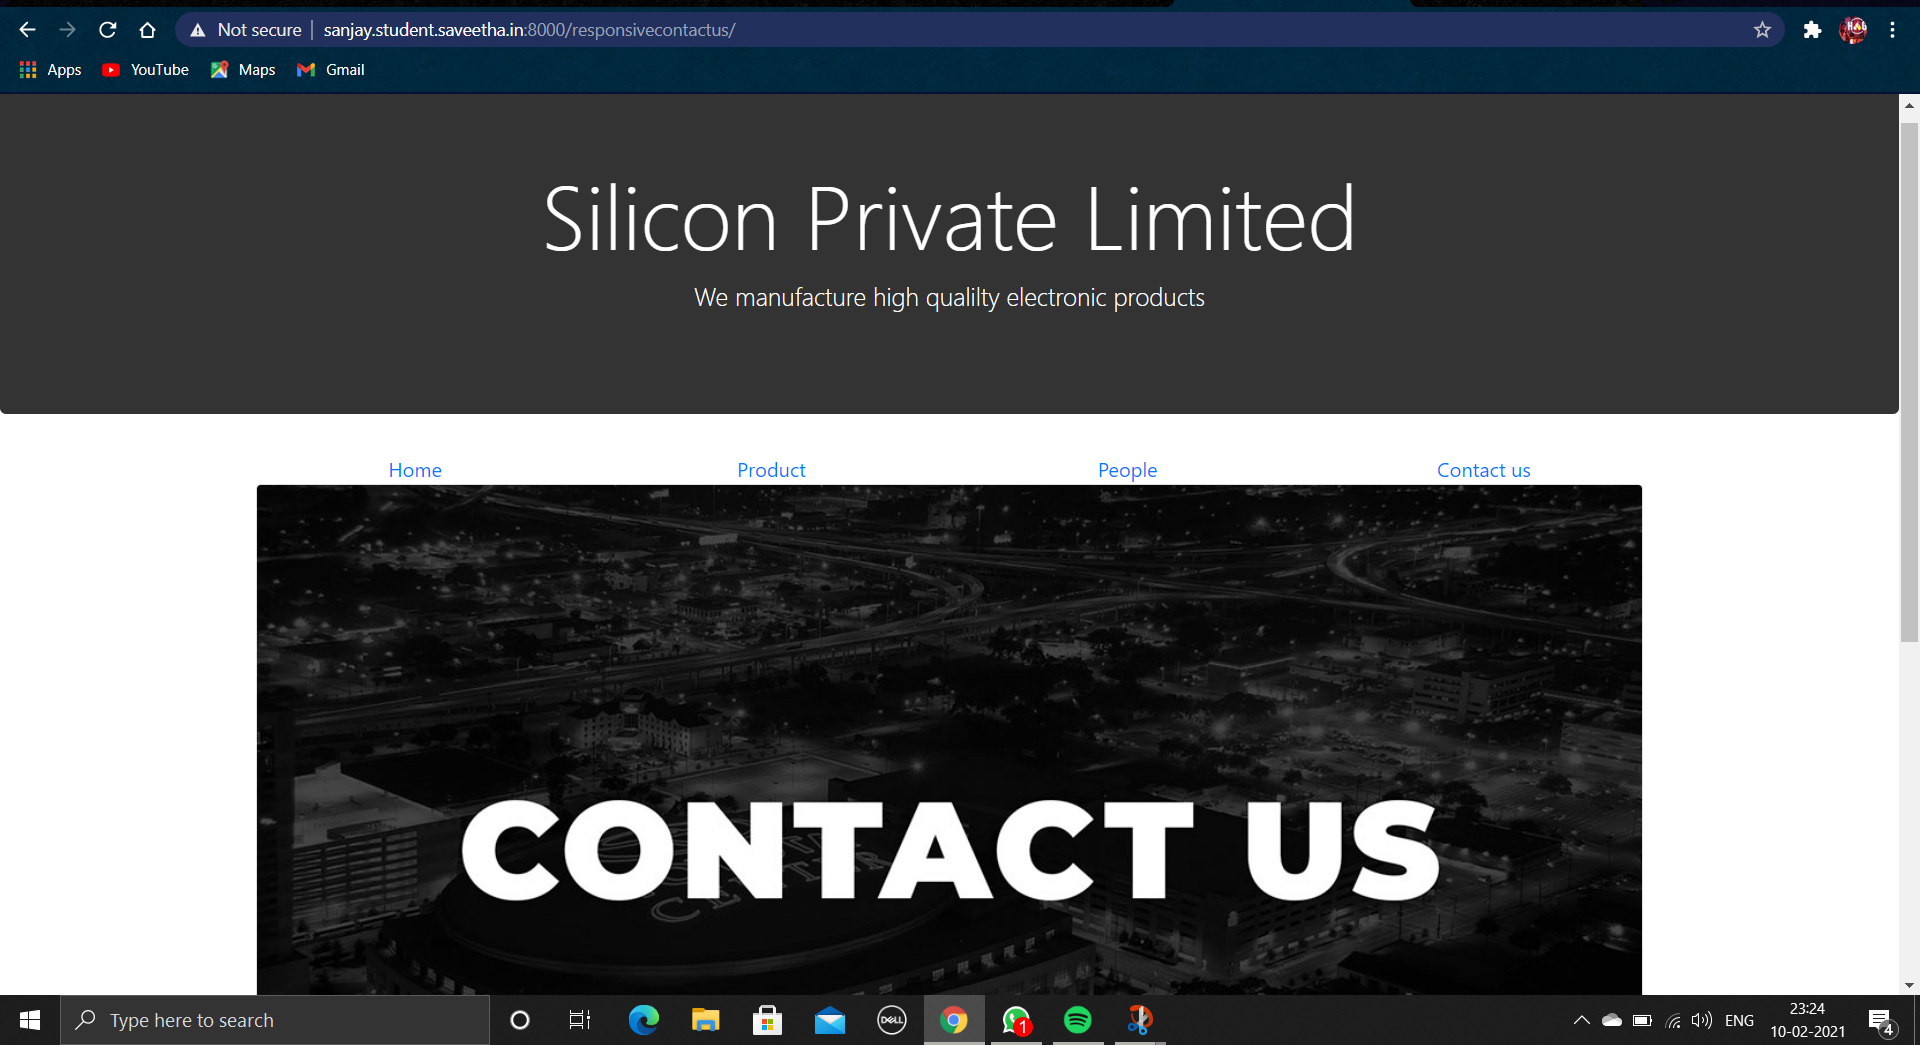 Not secure | sanjay.student.saveetha.in:8000/responsivecontactus/
Apps YouTube Maps Gmail
Silicon Private Limited
We manufacture high qualilty electronic products
Home Product People Contact us
CONTACT US
Type here to search
DELL
1
ENG
23:24
10-02-2021
4